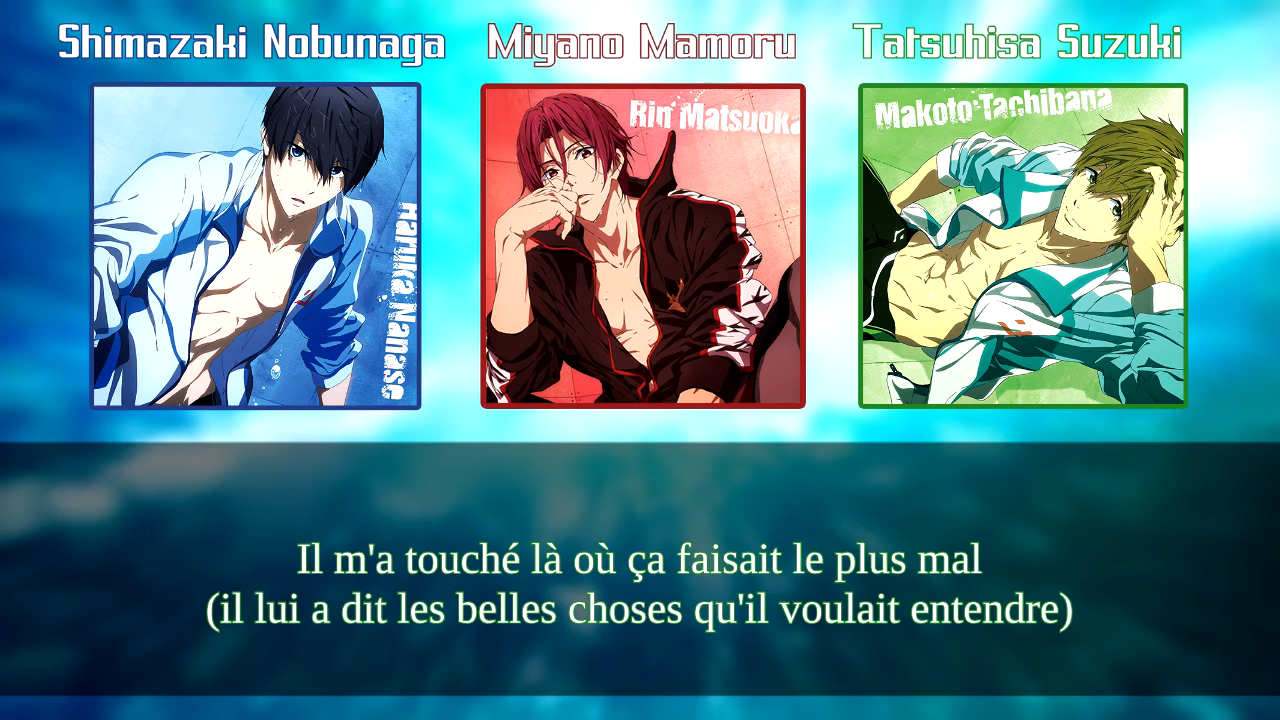 Shimazaki Nobunaga
Miyano Mamoru
Tatsuhisa Suzuki
Haruka Nanase
Rin Matsuoka
Makoto Tachibana
Il m'a touché là où ça faisait le plus mal
(il lui a dit les belles choses qu'il voulait entendre)